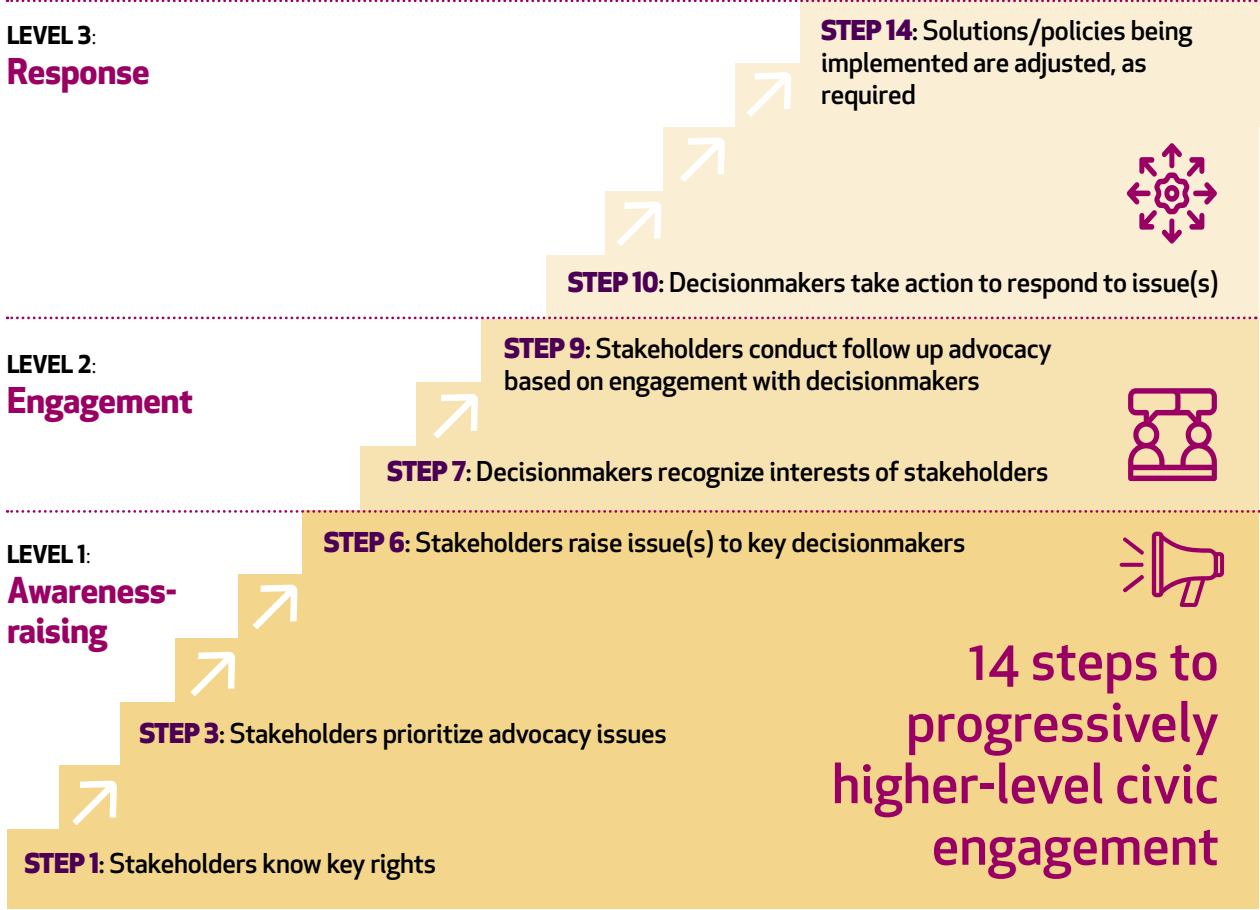 LEVEL 3:
Response
STEP 14: Solutions/policies being
implemented are adjusted, as
required
STEP 10: Decisionmakers take action to respond to issue(s)
LEVEL 2:
Engagement
STEP 9: Stakeholders conduct follow up advocacy
based on engagement with decisionmakers
STEP 7: Decisionmakers recognize interests of stakeholders
LEVEL 1:
Awareness-
raising
STEP 6: Stakeholders raise issue(s) to key decisionmakers
STEP 3: Stakeholders prioritize advocacy issues
STEP 1: Stakeholders know key rights
14 steps to
progressively
higher-level civic
engagement